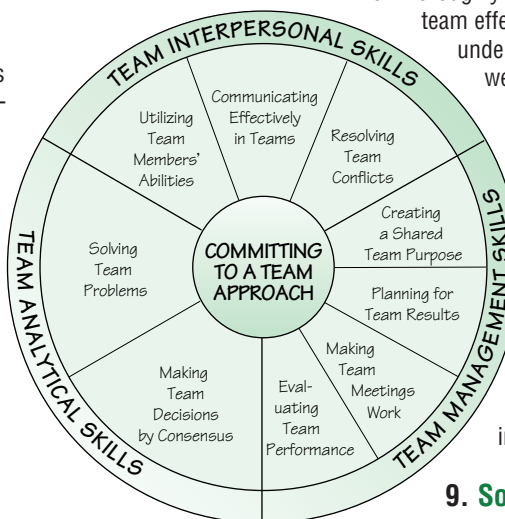 team effe
unde
we
s
-
TEAM INTERPERSONAL SKILLS
Utilizing
Team
Members'
Abilities
Communicating
Effectively
in Teams
Resolving
Team
Conflicts
TEAM MANAGEMENT SKILLS
Creating
a Shared
Team Purpose
Planning for
Team Results
Making
Team
Meetings
Work
Eval-
uating
Team
Performance
TEAM ANALYTICAL SKILLS
Making
Team
Decisions
by Consensus
Solving
Team
Problems
COMMITTING
TO A TEAM
APPROACH
i
9. So